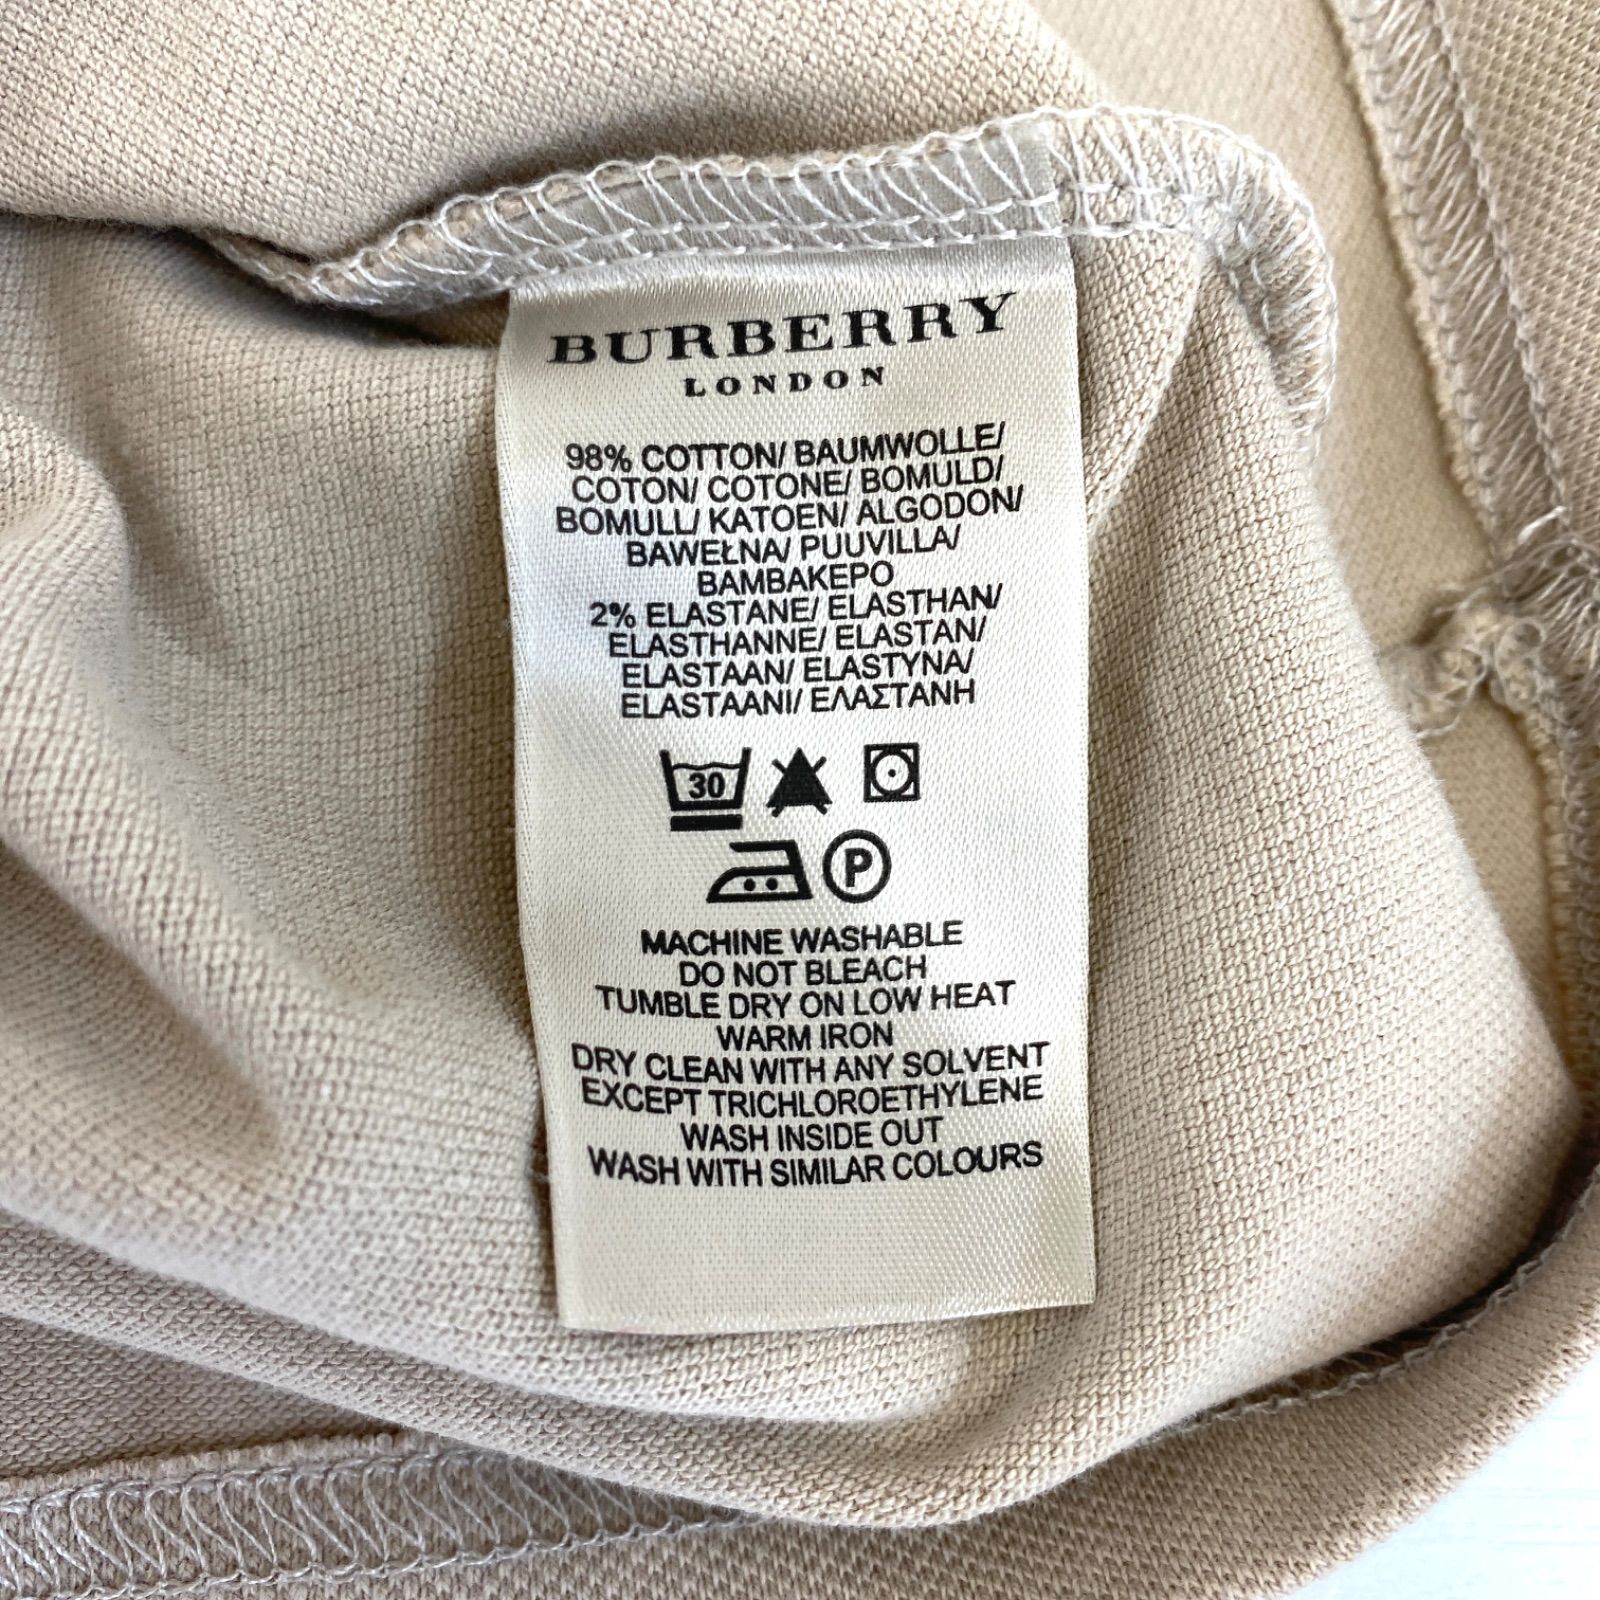 BURBERRY
LONDON
98% COTTON/ BAUMWOLLE/
COTON/ COTONE/ BOMULD/
BOMULL/ KATOEN/ ALGODON/
BAWEŁNA/ PUUVILLA/
BAMBAKEPO
2% ELASTANE/ ELASTHAN/
ELASTHANNE/ ELASTAN/
ELASTAAN/ ELASTYNA/
ELASTAANI/ ΕΛΑΣΤΑΝΗ
30
P
MACHINE WASHABLE
DO NOT BLEACH
TUMBLE DRY ON LOW HEAT
WARM IRON
DRY CLEAN WITH ANY SOLVENT
EXCEPT TRICHLOROETHYLENE
WASH INSIDE OUT
WASH WITH SIMILAR COLOURS